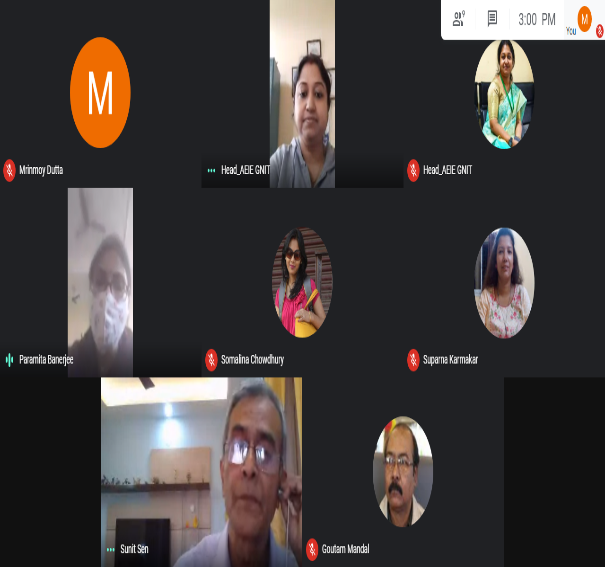 9
3:00 PM
M
You
M
Mrinmoy Dutta
Head_AEIE GNIT
Head_AEIE GNIT
Paramita Banerjee
Somalina Chowdhury
Suparna Karmakar
Sunit Sen
Goutam Mandal